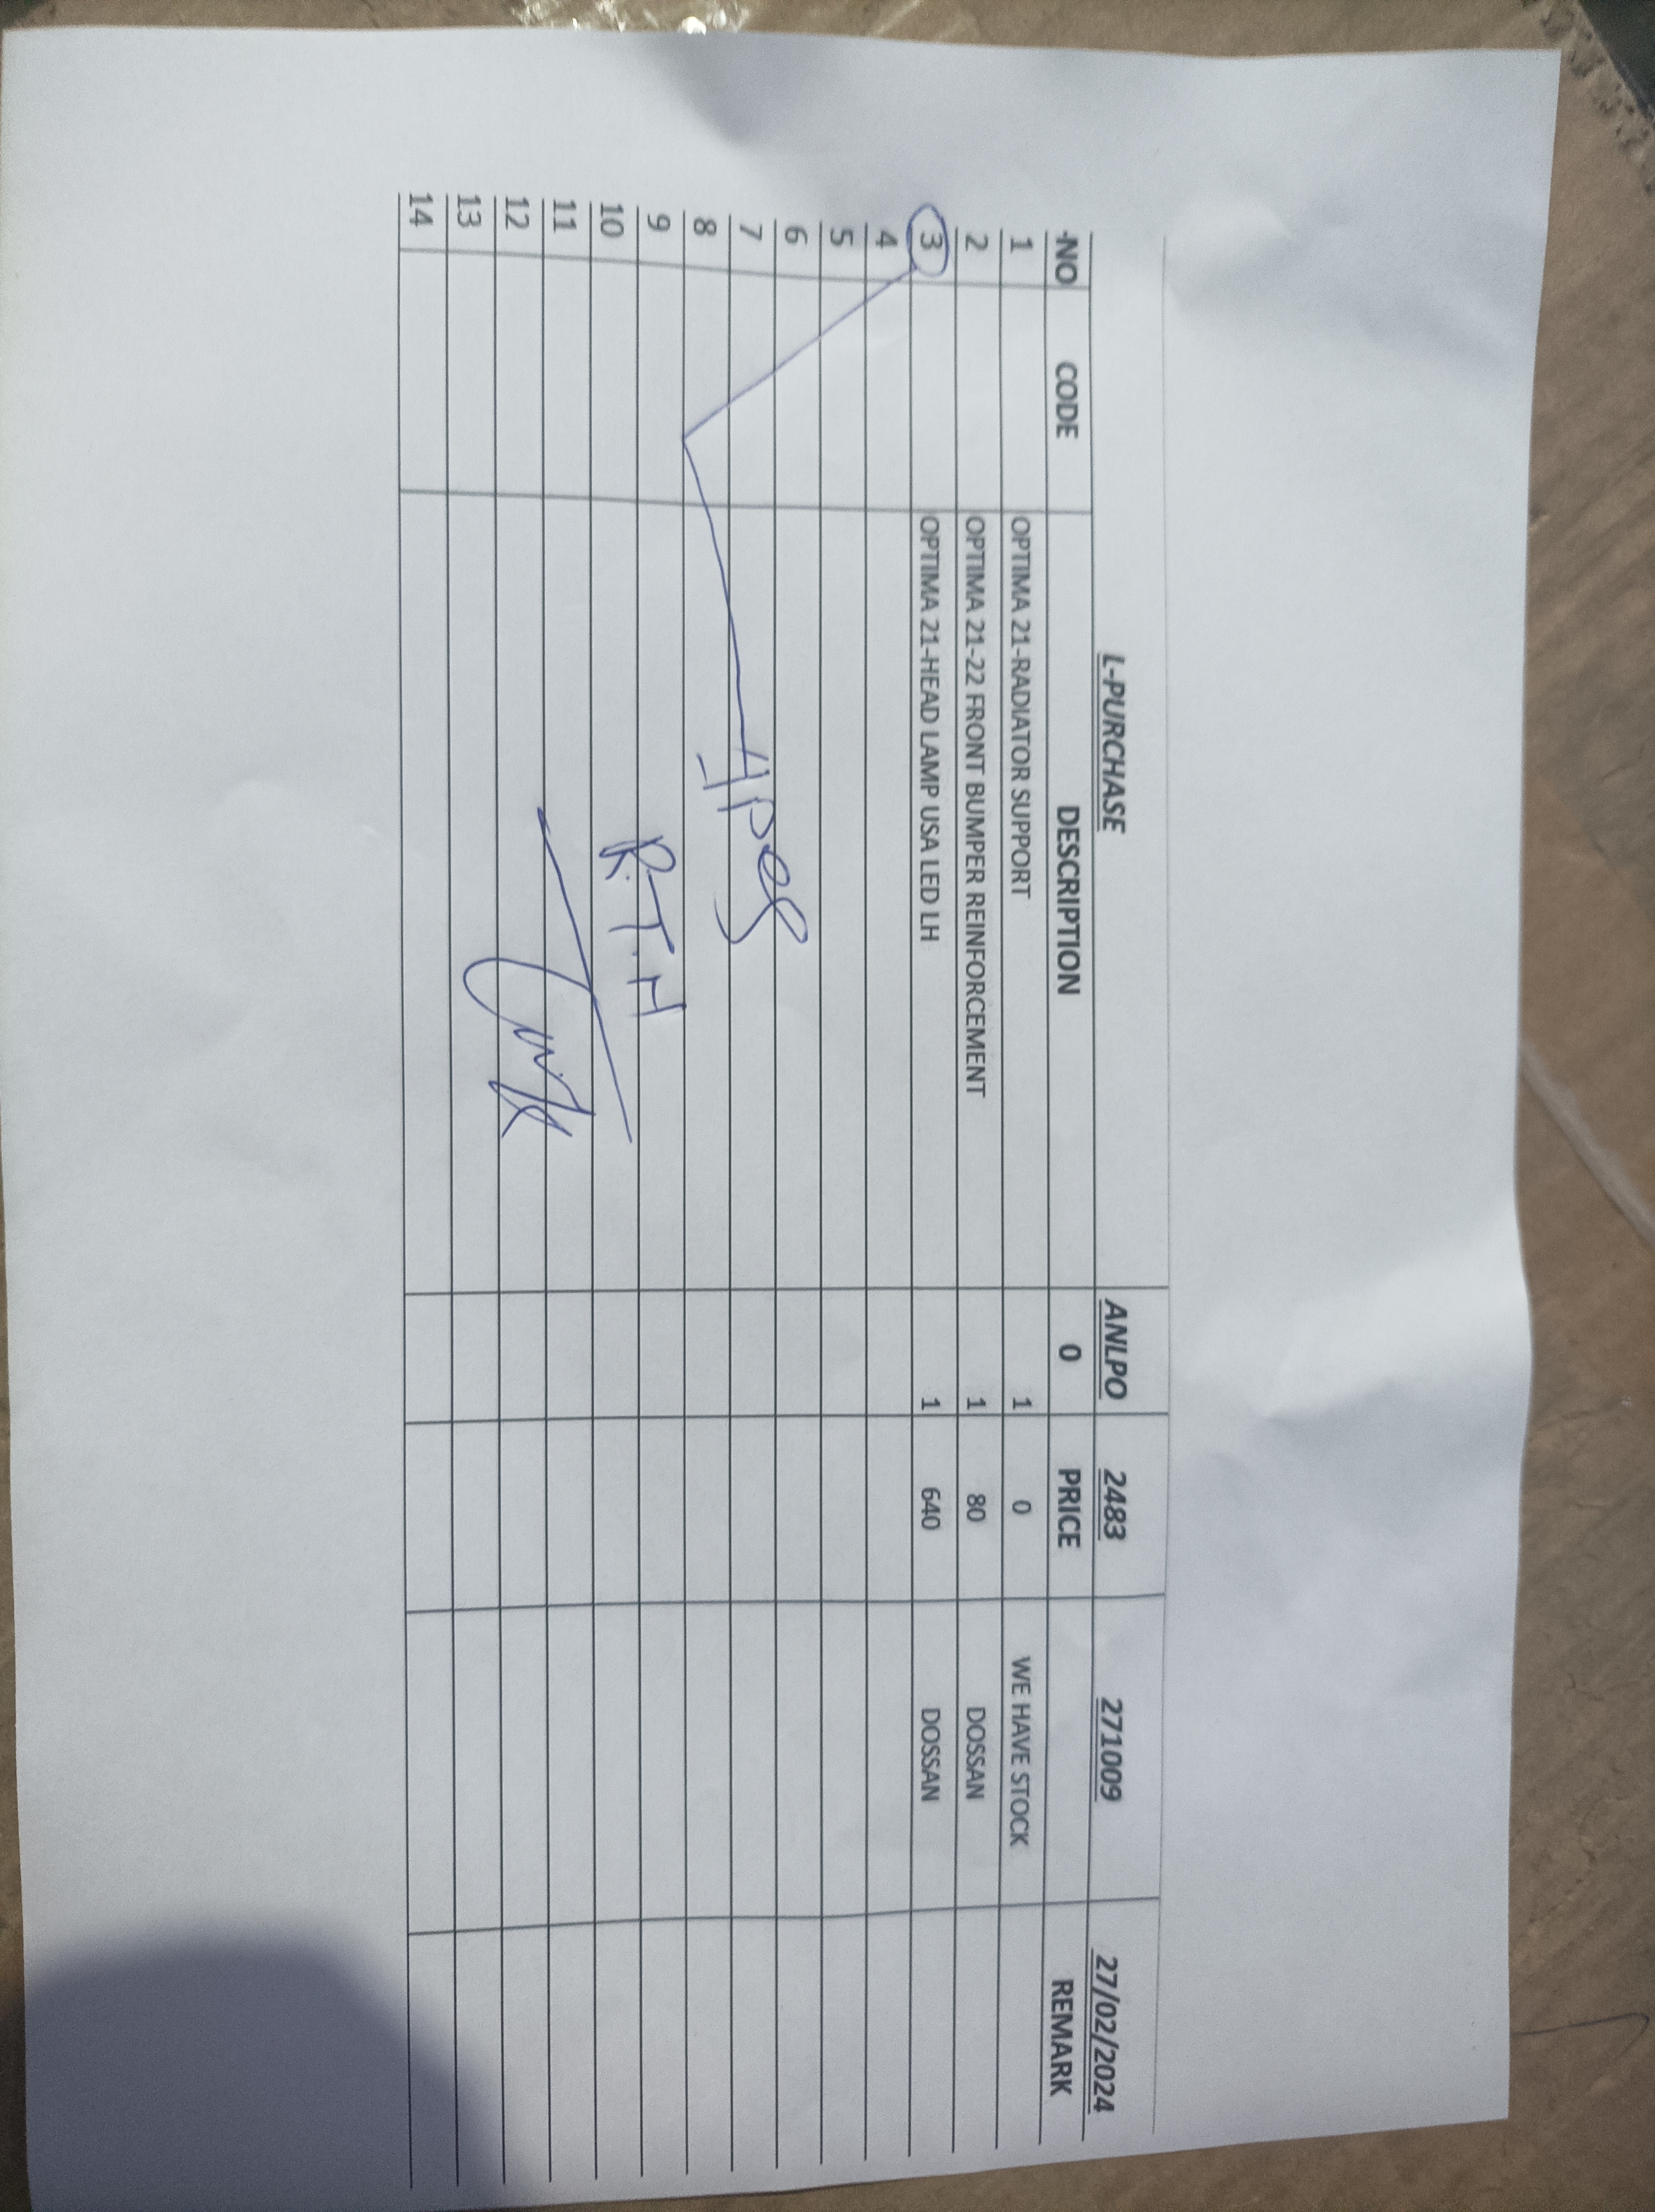 L-PURCHASE ANLPO 2483 271009 27/02/2024
-NO CODE DESCRIPTION 0 PRICE REMARK
1 OPTIMA 21-RADIATOR SUPPORT 1 0 WE HAVE STOCK
2 OPTIMA 21-22 FRONT BUMPER REINFORCEMENT 1 80 DOSSAN
3 OPTIMA 21-HEAD LAMP USA LED LH 1 640 DOSSAN
4
5
6
7
8
9
R.T.H
10
11
12
13
14